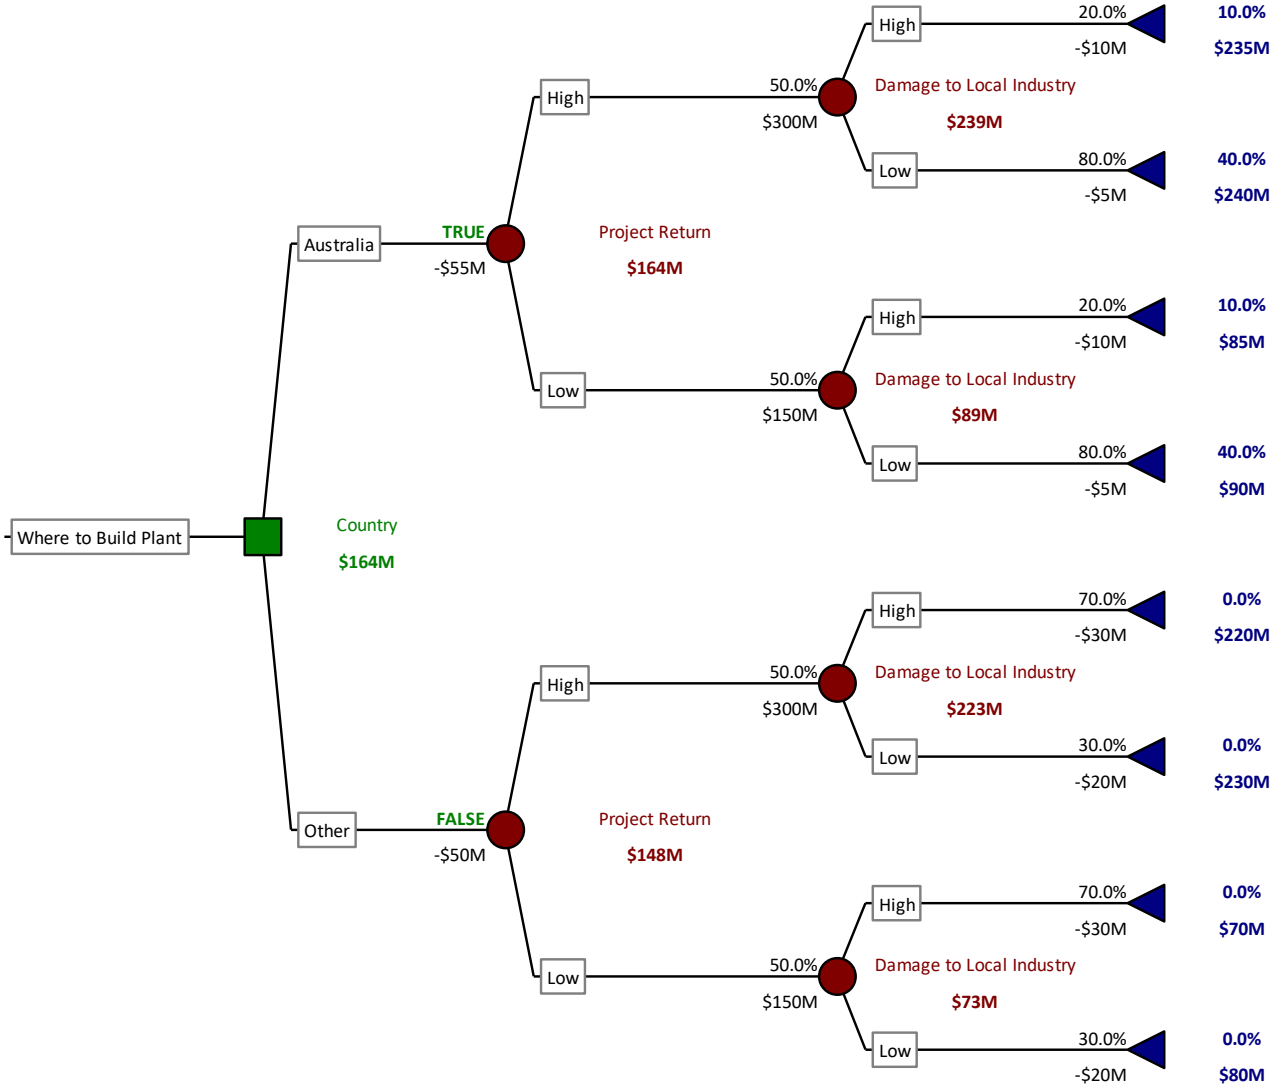 High 20.0% 10.0%
-$10M $235M
50.0% Damage to Local Industry
High
$300M $239M
80.0% 40.0%
Low
-$5M $240M
TRUE Project Return
Australia
-$55M $164M
High 20.0% 10.0%
-$10M $85M
50.0% Damage to Local Industry
Low
$150M $89M
80.0% 40.0%
Low
-$5M $90M
Country
Where to Build Plant
$164M
70.0% 0.0%
High
-$30M $220M
50.0% Damage to Local Industry
High
$300M $223M
30.0% 0.0%
Low
-$20M $230M
FALSE Project Return
Other
-$50M $148M
70.0% 0.0%
High
-$30M $70M
50.0% Damage to Local Industry
Low
$150M $73M
30.0% 0.0%
Low
-$20M $80M